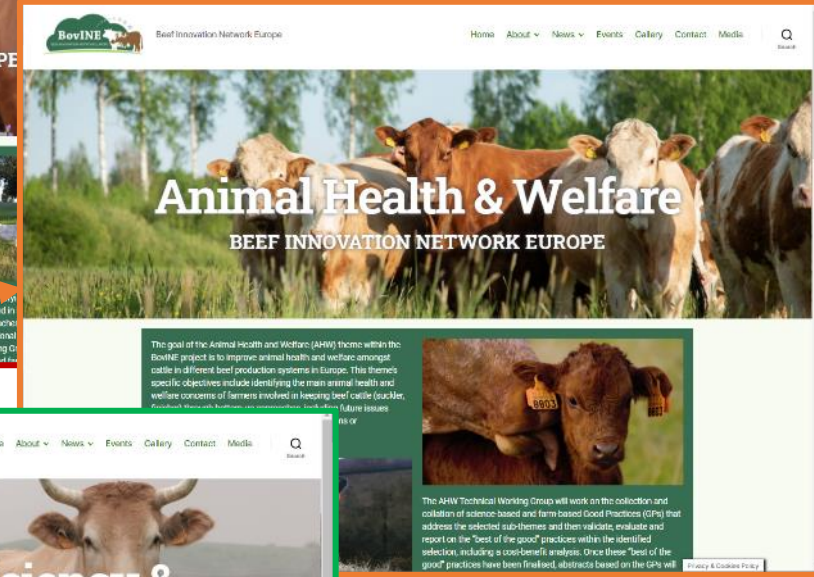 BovINE
Beef Innovation Network Europe
Home About News Events Gallery Contact Media
Search
Animal Health & Welfare
BEEF INNOVATION NETWORK EUROPE
The goal of the Animal Health and Welfare (AHW) theme within the
BovINE project is to improve animal health and welfare amongst
cattle in different beef production systems in Europe. This theme's
specific objectives include identifying the main animal health and
welfare concerns of farmers involved in keeping beef cattle (suckler,
future issues
ns or
8803
The AHW Technical Working Group will work on the collection and
collation of science-based and farm-based Good Practices (GPs) that
address the selected sub-themes and then validate, evaluate and
report on the "best of the good" practices within the identified
selection, including a cost-benefit analysis. Once these "best of the
good" practices have been finalised, abstracts based on the GPs will
Privacy & Cookies Policy
About News Events Gallery Contact Media
Search
ciency &
PE